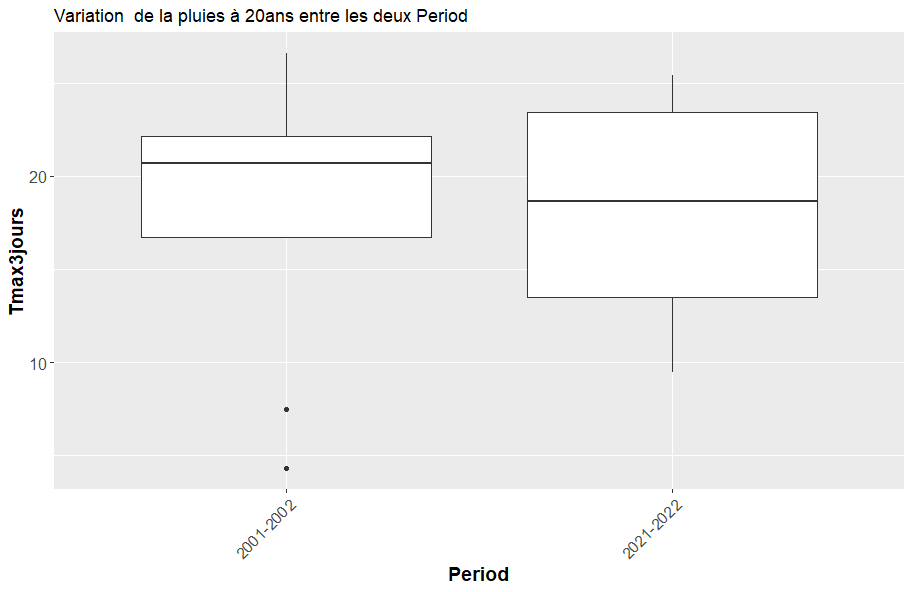 Variation  de la pluies à 20ans entre les deux Period
Tmax3jours
20
10
2001-2002
2021-2022
Period